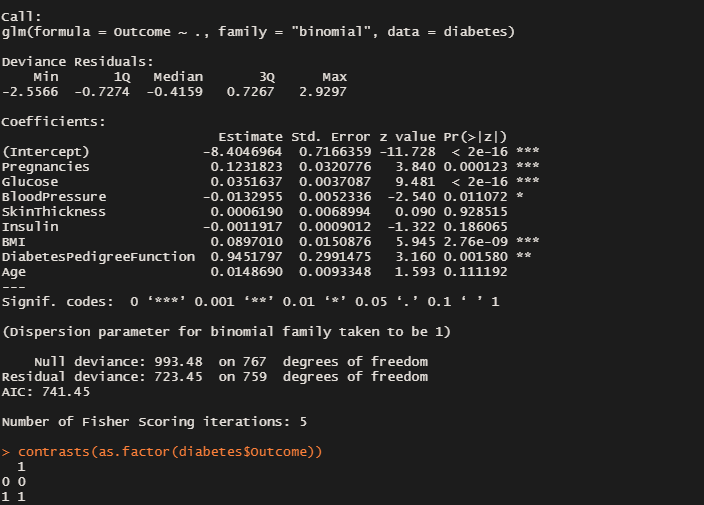 Call:
glm(formula = Outcome ~ ., family = "binomial", data = diabetes)
Deviance Residuals:
    Min      1Q  Median      3Q     Max
-2.5566 -0.7274 -0.4159  0.7267  2.9297
Coefficients:
                           Estimate Std. Error z value Pr(>|z|)
(Intercept)              -8.4046964  0.7166359 -11.728  < 2e-16 ***
Pregnancies               0.1231823  0.0320776   3.840 0.000123 ***
Glucose                   0.0351637  0.0037087   9.481  < 2e-16 ***
BloodPressure            -0.0132955  0.0052336  -2.540 0.011072 *
SkinThickness             0.0006190  0.0068994   0.090 0.928515
Insulin                  -0.0011917  0.0009012  -1.322 0.186065
BMI                       0.0897010  0.0150876   5.945 2.76e-09 ***
DiabetesPedigreeFunction  0.9451797  0.2991475   3.160 0.001580 **
Age                       0.0148690  0.0093348   1.593 0.111192
---
Signif. codes:  0 ‘***’ 0.001 ‘**’ 0.01 ‘*’ 0.05 ‘.’ 0.1 ‘ ’ 1
(Dispersion parameter for binomial family taken to be 1)
    Null deviance: 993.48  on 767  degrees of freedom
Residual deviance: 723.45  on 759  degrees of freedom
AIC: 741.45
Number of Fisher Scoring iterations: 5
> contrasts(as.factor(diabetes$Outcome))
  1
0 0
1 1